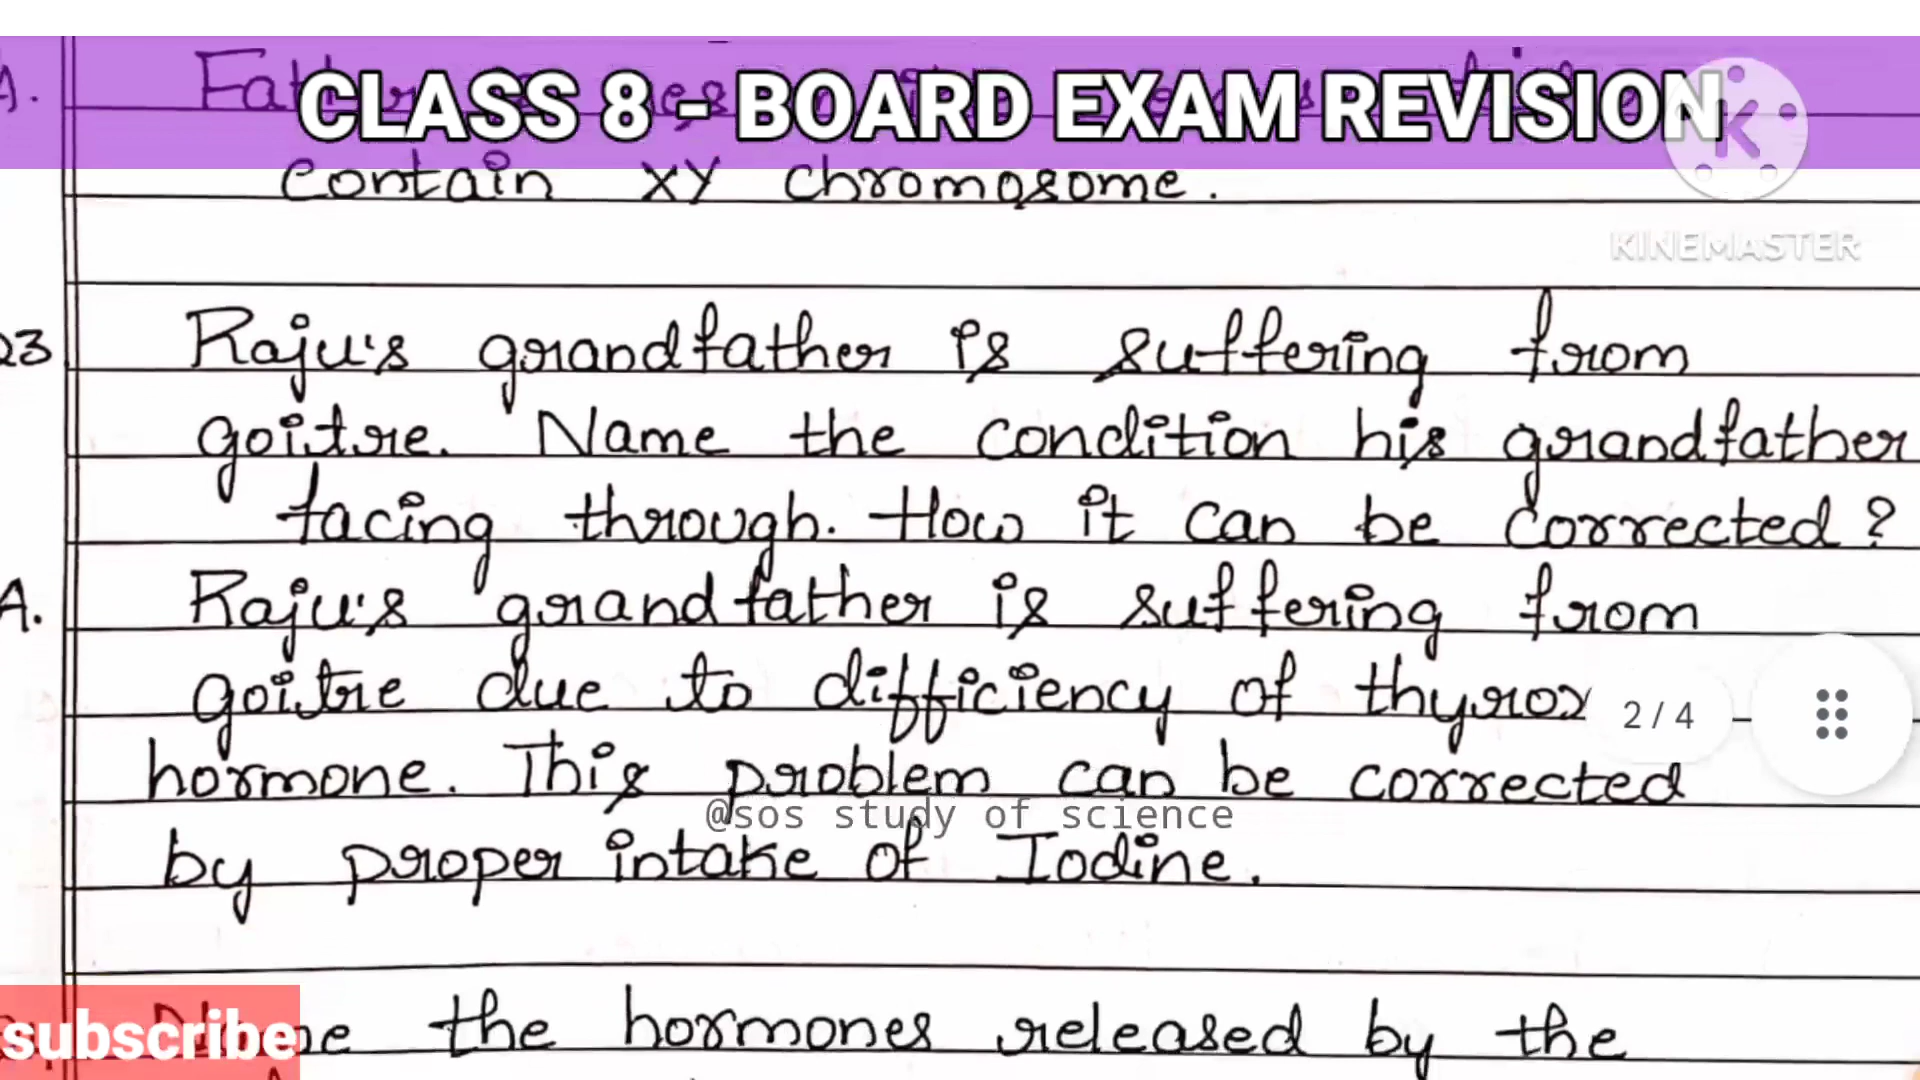 A.
CLASS 8 - BOARD EXAM REVISION
contain XY chromosome.
K
KINEMASTER
Q3 Raju's grandfather is suffering from
goitre. Name the condition his grandfather
facing through. How it can be corrected?
A. Raju's grandfather is suffering from
goitre due to difficiency of
2 / 4
hormone. This problem can be corrected
@sos study of science
by proper intake of Iodine.
subscribe
the hormones released by the